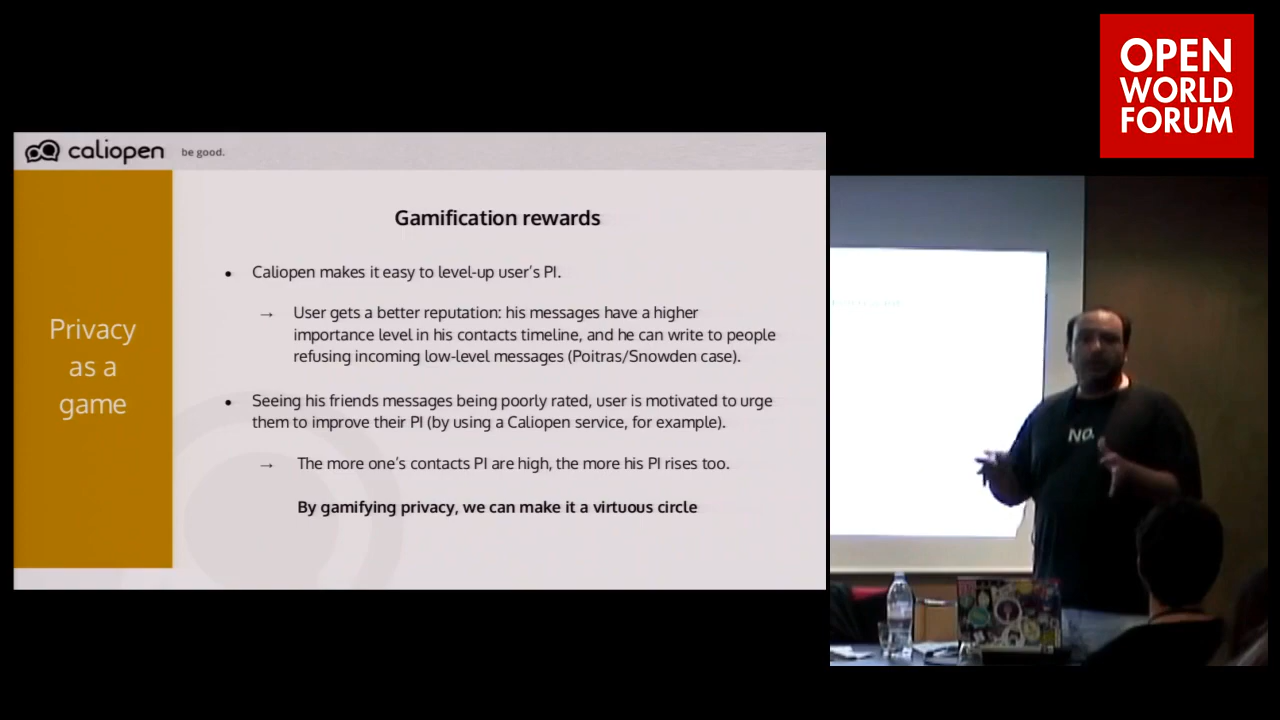 OPEN
WORLD
FORUM
caliopen be good.
Privacy
as a
game
Gamification rewards
• Caliopen makes it easy to level-up user's PI.
→ User gets a better reputation: his messages have a higher
importance level in his contacts timeline, and he can write to people
refusing incoming low-level messages (Poitras/Snowden case).
• Seeing his friends messages being poorly rated, user is motivated to urge
them to improve their PI (by using a Caliopen service, for example).
→ The more one's contacts PI are high, the more his PI rises too.
By gamifying privacy, we can make it a virtuous circle
No.